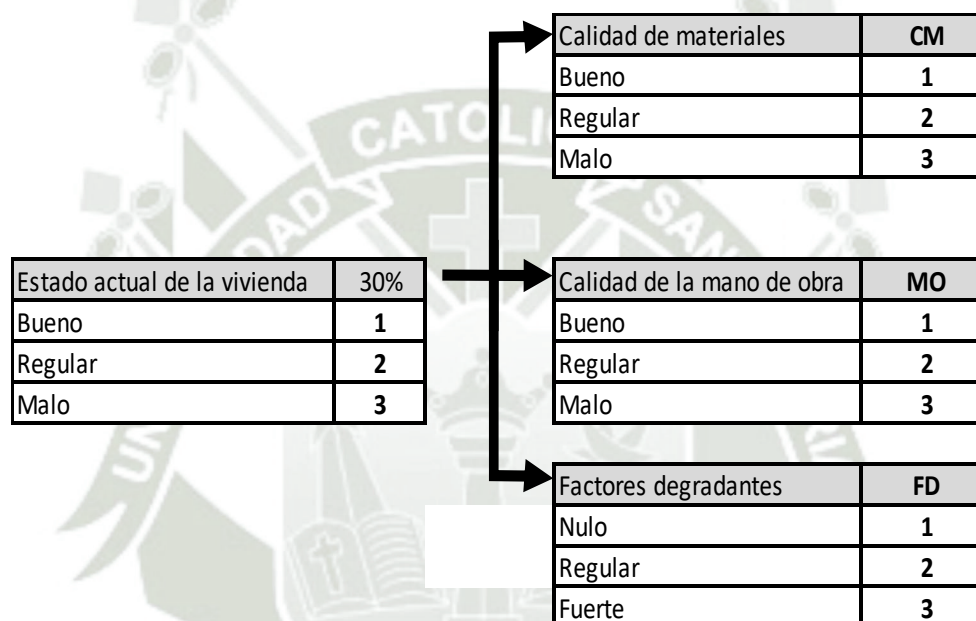 Calidad de materiales CM
Bueno 1
Regular 2
Malo 3
Estado actual de la vivienda 30%
Bueno 1
Regular 2
Malo 3
Calidad de la mano de obra MO
Bueno 1
Regular 2
Malo 3
Factores degradantes FD
Nulo 1
Regular 2
Fuerte 3